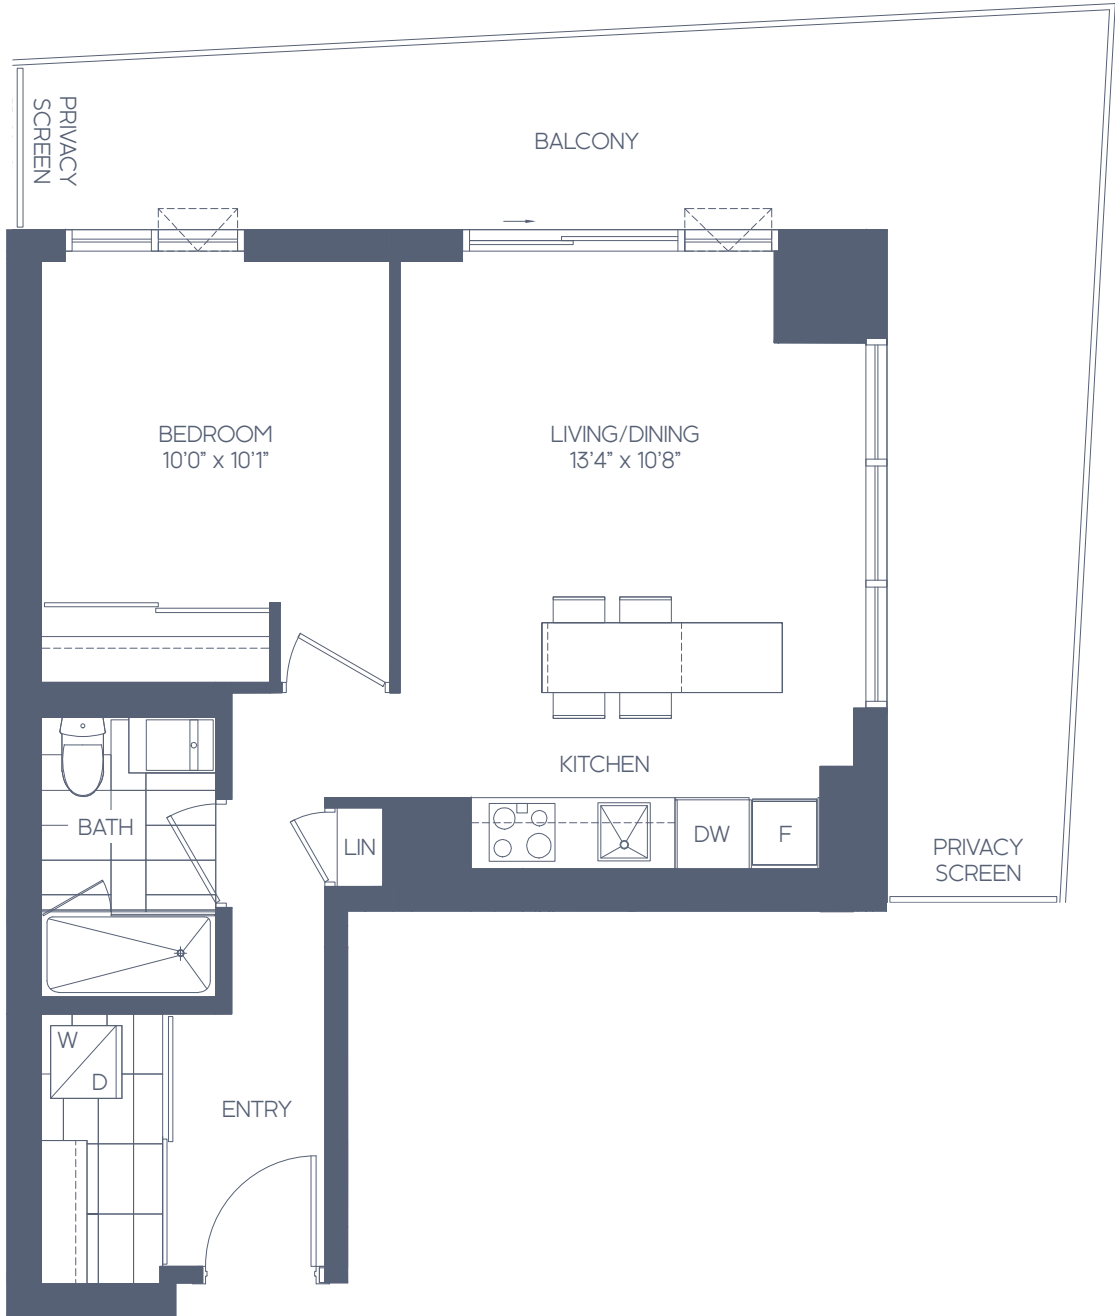 PRIVACY
SCREEN
BALCONY
BEDROOM
10'0" x 10'1"
LIVING/DINING
13'4" x 10'8"
KITCHEN
BATH
LIN
DW
F
PRIVACY
SCREEN
W
D
ENTRY